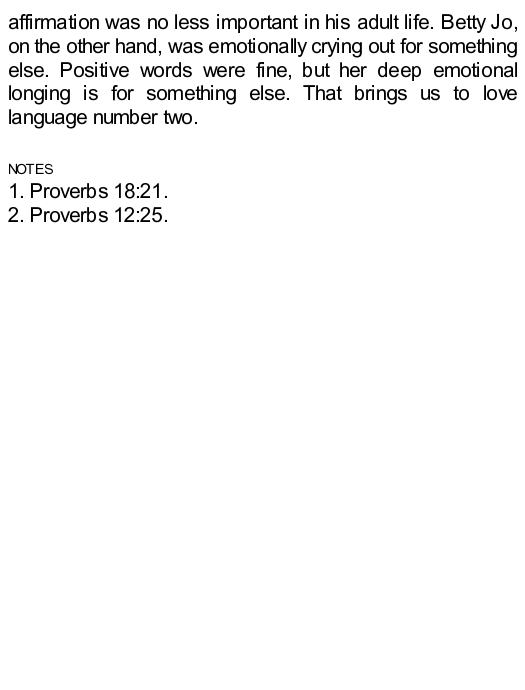 affirmation was no less important in his adult life. Betty Jo,
on the other hand, was emotionally crying out for something
else. Positive words were fine, but her deep emotional
longing is for something else. That brings us to love
language number two.
NOTES
1. Proverbs 18:21.
2. Proverbs 12:25.